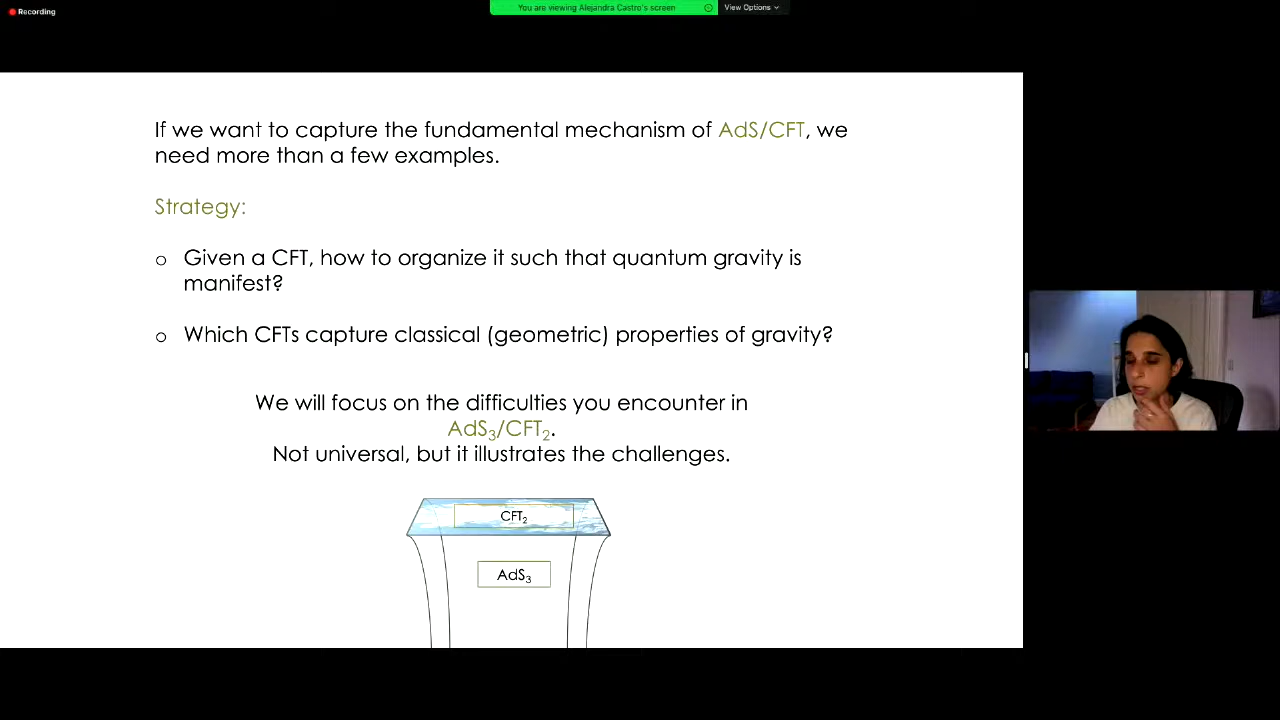 Recording
You are viewing Alejandra Castro's screen
View Options
If we want to capture the fundamental mechanism of AdS/CFT, we
need more than a few examples.
Strategy:
o Given a CFT, how to organize it such that quantum gravity is
manifest?
o Which CFTs capture classical (geometric) properties of gravity?
We will focus on the difficulties you encounter in
AdS₃/CFT₂.
Not universal, but it illustrates the challenges.
CFT₂
AdS₃